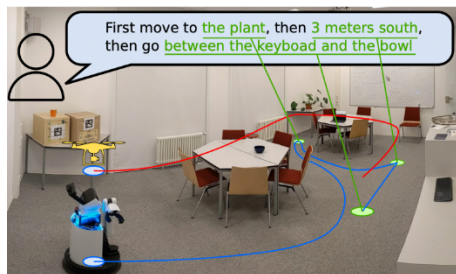 First move to the plant, then 3 meters south,
then go between the keyboad and the bowl